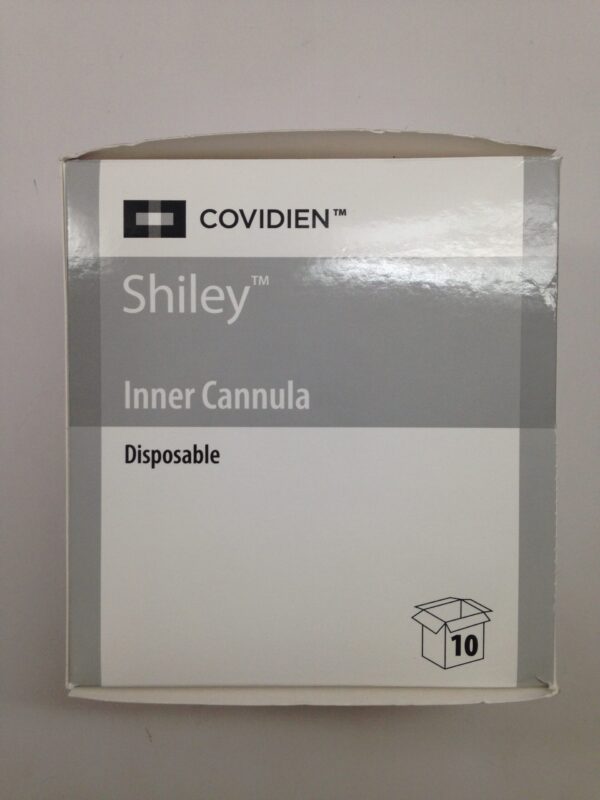 COVIDIEN™
Shiley™
Inner Cannula
Disposable
10